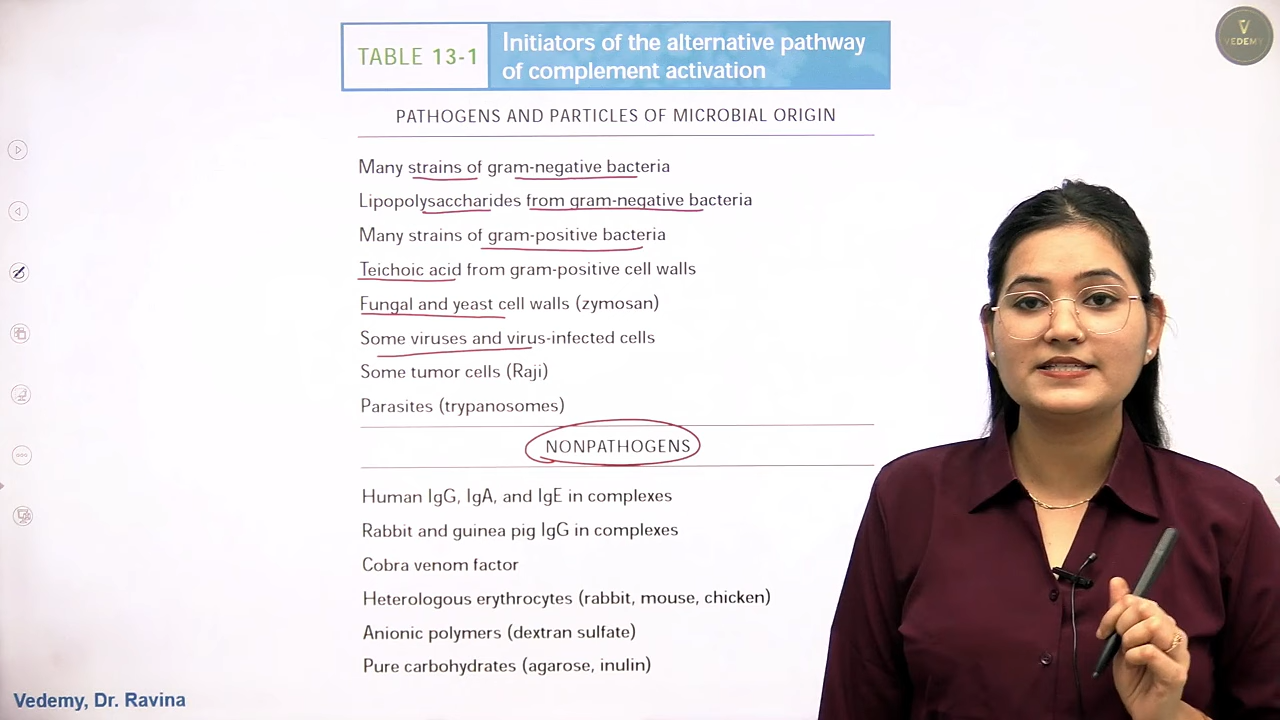 TABLE 13-1
Initiators of the alternative pathway
of complement activation
VEDEMY
PATHOGENS AND PARTICLES OF MICROBIAL ORIGIN
Many strains of gram-negative bacteria
Lipopolysaccharides from gram-negative bacteria
Many strains of gram-positive bacteria
Teichoic acid from gram-positive cell walls
Fungal and yeast cell walls (zymosan)
Some viruses and virus-infected cells
Some tumor cells (Raji)
Parasites (trypanosomes)
NONPATHOGENS
Human IgG, IgA, and IgE in complexes
Rabbit and guinea pig IgG in complexes
Cobra venom factor
Heterologous erythrocytes (rabbit, mouse, chicken)
Anionic polymers (dextran sulfate)
Pure carbohydrates (agarose, inulin)
Vedemy, Dr. Ravina